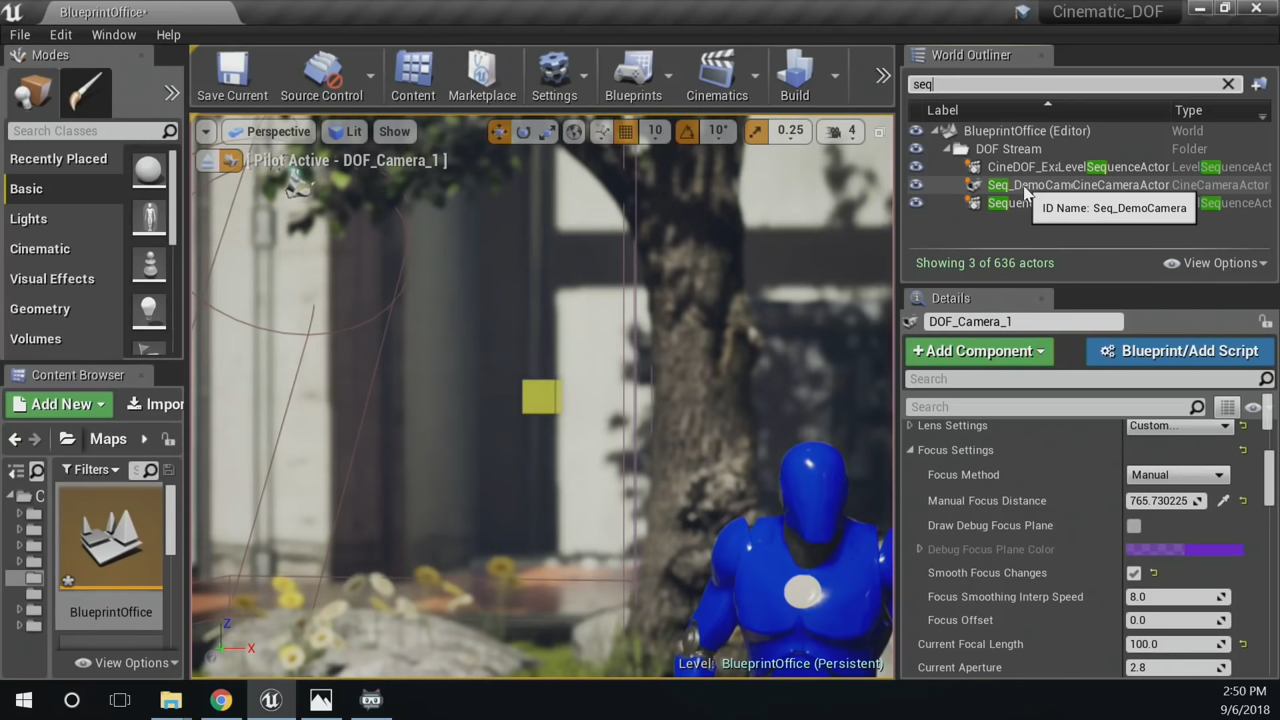 BlueprintOffice•
Cinematic_DOF
File Edit Window Help
Modes
Search Classes
Recently Placed
Basic
Lights
Cinematic
Visual Effects
Geometry
Volumes
Save Current
Source Control
Content
Marketplace
Settings
Blueprints
Cinematics
Build
Perspective
Lit
Show
10
10°
0.25
4
[ Pilot Active - DOF_Camera_1 ]
Level: BlueprintOffice (Persistent)
Z
X
Content Browser
Add New
Impor
Maps
Filters
S
C
BlueprintOffice
View Options
World Outliner
seq
Label Type
BlueprintOffice (Editor) World
DOF Stream Folder
CineDOF_ExaLevelSequenceActor LevelSequenceAct
Seq_DemoCamCineCameraActor CineCameraActor
Sequen SequenceAct
ID Name: Seq_DemoCamera
Showing 3 of 636 actors
View Options
Details
DOF_Camera_1
+Add Component
Blueprint/Add Script
Search
Search
Lens Settings Custom...
Focus Settings
Focus Method Manual
Manual Focus Distance 765.730225
Draw Debug Focus Plane
Debug Focus Plane Color
Smooth Focus Changes
Focus Smoothing Interp Speed 8.0
Focus Offset 0.0
Current Focal Length 100.0
Current Aperture 2.8
2:50 PM
9/6/2018